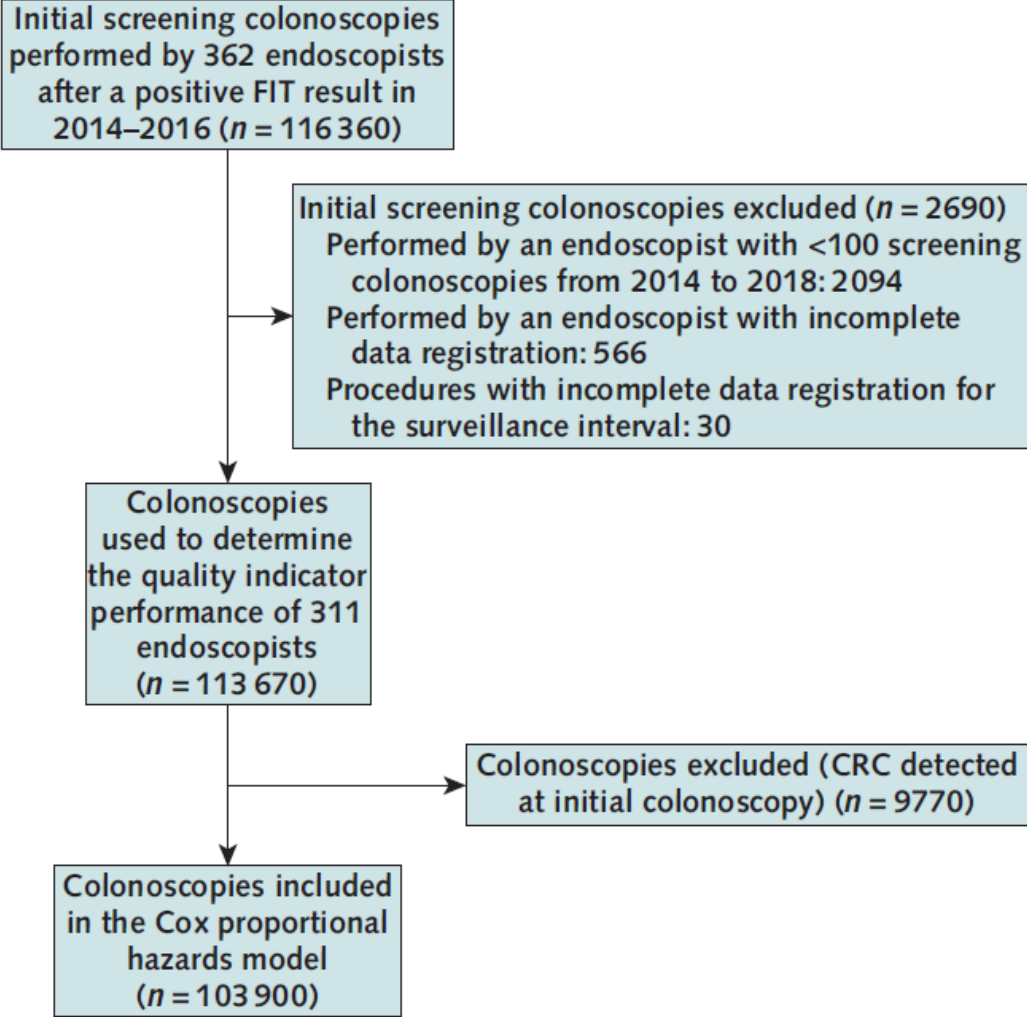 Initial screening colonoscopies
performed by 362 endoscopists
after a positive FIT result in
2014–2016 (n = 116 360)
Initial screening colonoscopies excluded (n = 2690)
Performed by an endoscopist with <100 screening
colonoscopies from 2014 to 2018: 2094
Performed by an endoscopist with incomplete
data registration: 566
Procedures with incomplete data registration for
the surveillance interval: 30
Colonoscopies
used to determine
the quality indicator
performance of 311
endoscopists
(n = 113 670)
Colonoscopies excluded (CRC detected
at initial colonoscopy) (n = 9770)
Colonoscopies included
in the Cox proportional
hazards model
(n = 103 900)